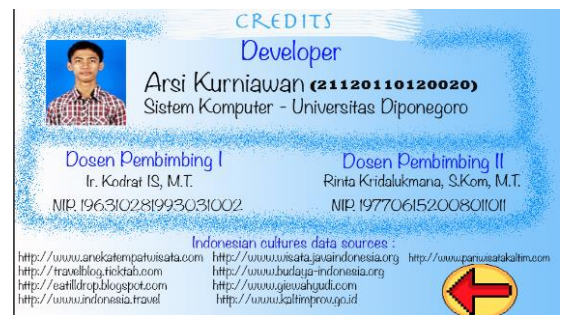 CREDITS
Developer
Arsi Kurniawan (21120110120020)
Sistem Komputer - Universitas Diponegoro
Dosen Pembimbing I
Ir. Kodrat IS, M.T.
NIP. 196310281993031002
Dosen Pembimbing II
Rinta Kridalukmana, S.Kom, M.T.
NIP. 197706152008011011
Indonesian cultures data sources :
http://www.anekatempatwisata.com http://www.wisata.javaindonesia.org http://www.pariwisatakaltim.com
http://travelblog.ticktab.com http://www.budaya-indonesia.org
http://eatilldrop.blogspot.com http://www.giewahyudi.com
http://www.indonesia.travel http://www.kaltimprov.go.id